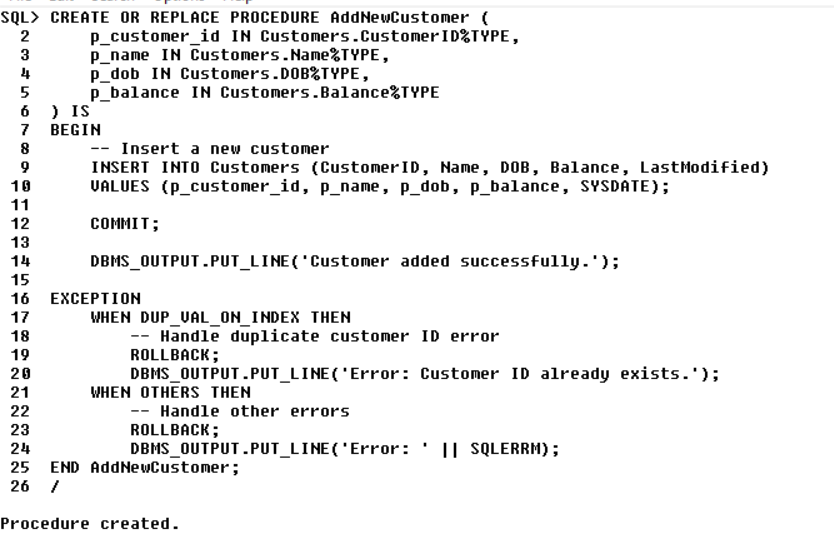 SQL> CREATE OR REPLACE PROCEDURE AddNewCustomer (
  2      p_customer_id IN Customers.CustomerID%TYPE,
  3      p_name IN Customers.Name%TYPE,
  4      p_dob IN Customers.DOB%TYPE,
  5      p_balance IN Customers.Balance%TYPE
  6  ) IS
  7  BEGIN
  8      -- Insert a new customer
  9      INSERT INTO Customers (CustomerID, Name, DOB, Balance, LastModified)
 10      VALUES (p_customer_id, p_name, p_dob, p_balance, SYSDATE);
 11
 12      COMMIT;
 13
 14      DBMS_OUTPUT.PUT_LINE('Customer added successfully.');
 15
 16  EXCEPTION
 17      WHEN DUP_VAL_ON_INDEX THEN
 18          -- Handle duplicate customer ID error
 19          ROLLBACK;
 20          DBMS_OUTPUT.PUT_LINE('Error: Customer ID already exists.');
 21      WHEN OTHERS THEN
 22          -- Handle other errors
 23          ROLLBACK;
 24          DBMS_OUTPUT.PUT_LINE('Error: ' || SQLERRM);
 25  END AddNewCustomer;
 26  /
Procedure created.